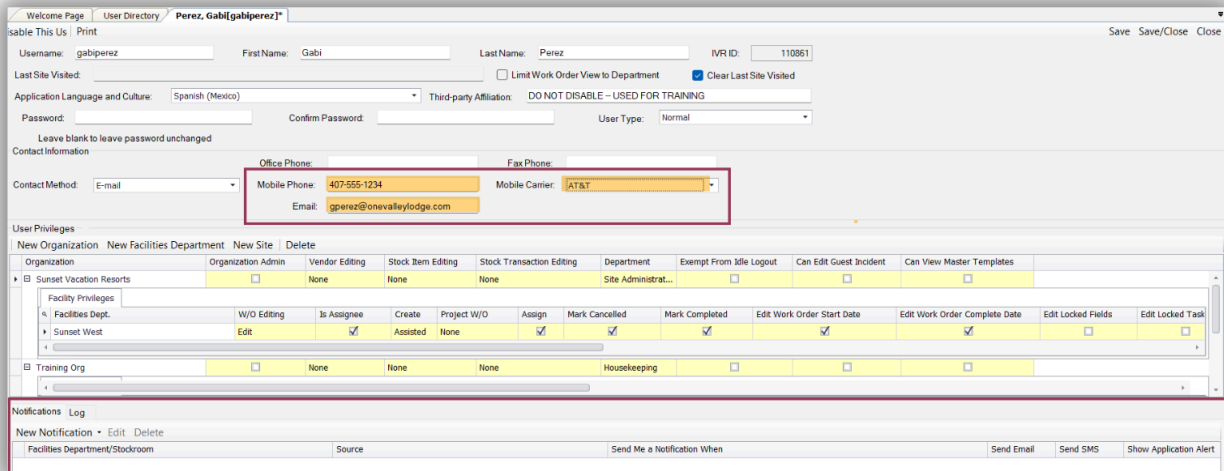 Welcome Page User Directory Perez, Gabi[gabiperez]*
isable This Us Print Save Save/Close Close
Username: gabiperez First Name: Gabi Last Name: Perez IVR ID: 110861
Last Site Visited: Limit Work Order View to Department Clear Last Site Visited
Application Language and Culture: Spanish (Mexico) Third-party Affiliation: DO NOT DISABLE -- USED FOR TRAINING
Password: Confirm Password: User Type: Normal
Leave blank to leave password unchanged
Contact Information
Office Phone: Fax Phone:
Contact Method: E-mail Mobile Phone: 407-555-1234 Mobile Carrier: AT&T
Email: gperez@onevalleylodge.com
User Privileges
New Organization New Facilities Department New Site Delete
Organization Organization Admin Vendor Editing Stock Item Editing Stock Transaction Editing Department Exempt From Idle Logout Can Edit Guest Incident Can View Master Templates
Sunset Vacation Resorts None None None Site Administrat...
Facility Privileges
Facilities Dept. W/O Editing Is Assignee Create Project W/O Assign Mark Cancelled Mark Completed Edit Work Order Start Date Edit Work Order Complete Date Edit Locked Fields Edit Locked Task
Sunset West Edit Assisted None
Training Org None None None Housekeeping
Notifications Log
New Notification Edit Delete
Facilities Department/Stockroom Source Send Me a Notification When Send Email Send SMS Show Application Alert